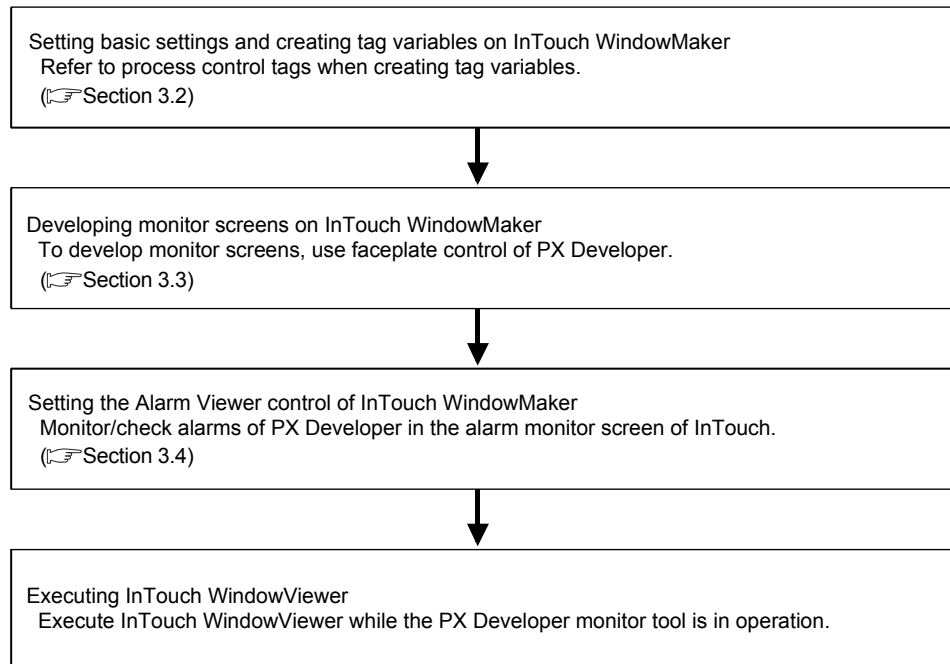 Setting basic settings and creating tag variables on InTouch WindowMaker
Refer to process control tags when creating tag variables.
(☞Section 3.2)
Developing monitor screens on InTouch WindowMaker
To develop monitor screens, use faceplate control of PX Developer.
(☞Section 3.3)
Setting the Alarm Viewer control of InTouch WindowMaker
Monitor/check alarms of PX Developer in the alarm monitor screen of InTouch.
(☞Section 3.4)
Executing InTouch WindowViewer
Execute InTouch WindowViewer while the PX Developer monitor tool is in operation.